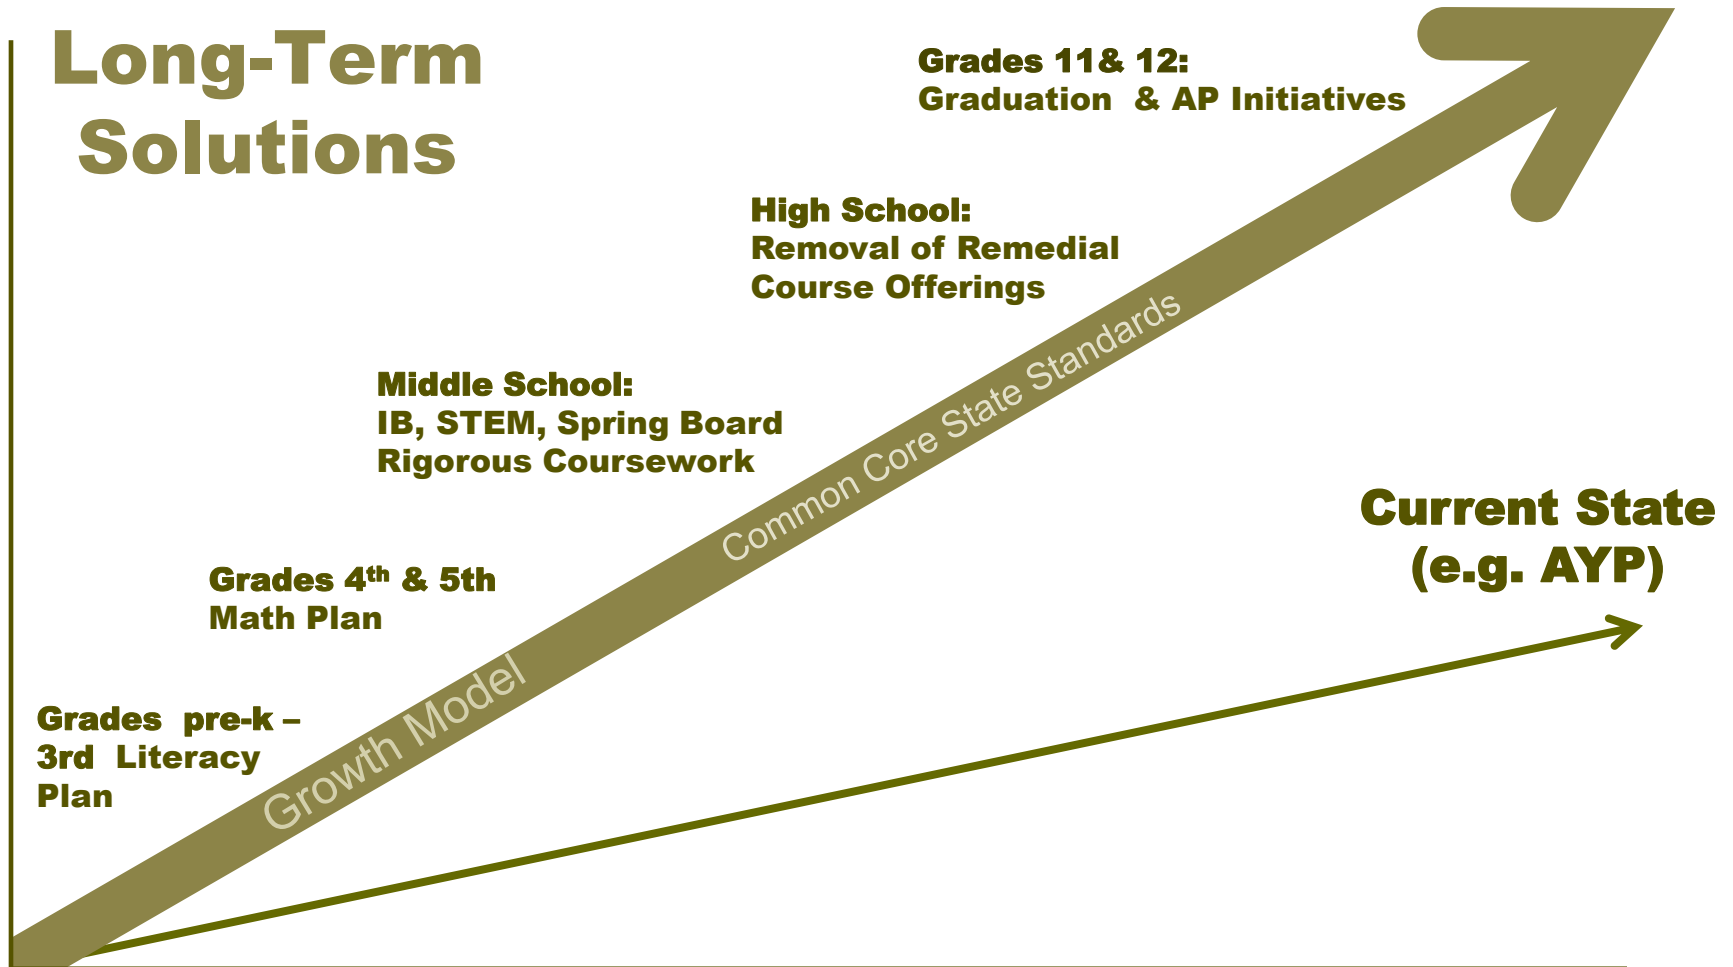 Long-Term
Solutions
Grades 11& 12:
Graduation  & AP Initiatives
High School:
Removal of Remedial
Course Offerings
Middle School:
IB, STEM, Spring Board
Rigorous Coursework
Grades 4th & 5th
Math Plan
Grades  pre-k –
3rd  Literacy
Plan
Growth Model
Common Core State Standards
Current State
(e.g. AYP)